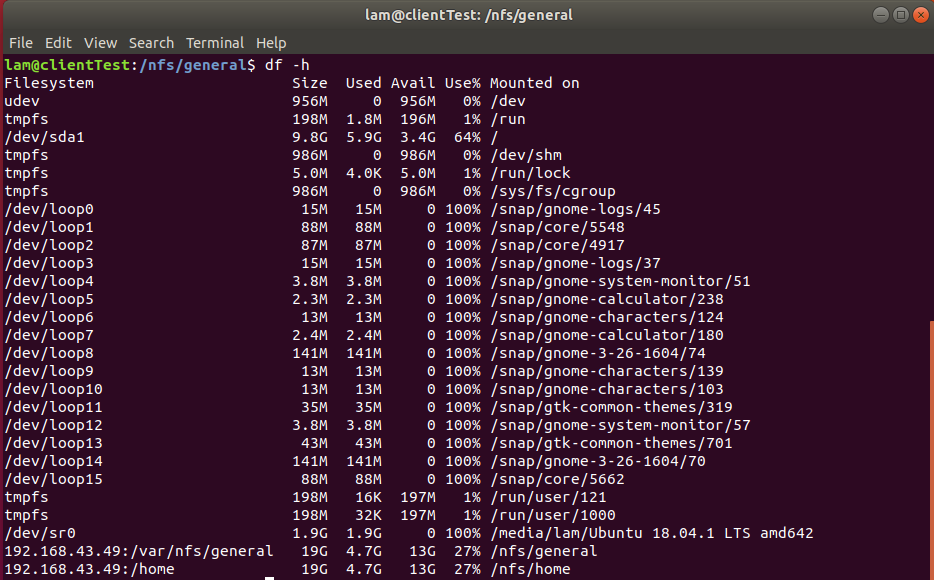 lam@clientTest: /nfs/general
File Edit View Search Terminal Help
lam@clientTest:/nfs/general$ df -h
Filesystem Size Used Avail Use% Mounted on
udev 956M 0 956M 0% /dev
tmpfs 198M 1.8M 196M 1% /run
/dev/sda1 9.8G 5.9G 3.4G 64% /
tmpfs 986M 0 986M 0% /dev/shm
tmpfs 5.0M 4.0K 5.0M 1% /run/lock
tmpfs 986M 0 986M 0% /sys/fs/cgroup
/dev/loop0 15M 15M 0 100% /snap/gnome-logs/45
/dev/loop1 88M 88M 0 100% /snap/core/5548
/dev/loop2 87M 87M 0 100% /snap/core/4917
/dev/loop3 15M 15M 0 100% /snap/gnome-logs/37
/dev/loop4 3.8M 3.8M 0 100% /snap/gnome-system-monitor/51
/dev/loop5 2.3M 2.3M 0 100% /snap/gnome-calculator/238
/dev/loop6 13M 13M 0 100% /snap/gnome-characters/124
/dev/loop7 2.4M 2.4M 0 100% /snap/gnome-calculator/180
/dev/loop8 141M 141M 0 100% /snap/gnome-3-26-1604/74
/dev/loop9 13M 13M 0 100% /snap/gnome-characters/139
/dev/loop10 13M 13M 0 100% /snap/gnome-characters/103
/dev/loop11 35M 35M 0 100% /snap/gtk-common-themes/319
/dev/loop12 3.8M 3.8M 0 100% /snap/gnome-system-monitor/57
/dev/loop13 43M 43M 0 100% /snap/gtk-common-themes/701
/dev/loop14 141M 141M 0 100% /snap/gnome-3-26-1604/70
/dev/loop15 88M 88M 0 100% /snap/core/5662
tmpfs 198M 16K 197M 1% /run/user/121
tmpfs 198M 32K 197M 1% /run/user/1000
/dev/sr0 1.9G 1.9G 0 100% /media/lam/Ubuntu 18.04.1 LTS amd642
192.168.43.49:/var/nfs/general 19G 4.7G 13G 27% /nfs/general
192.168.43.49:/home 19G 4.7G 13G 27% /nfs/home